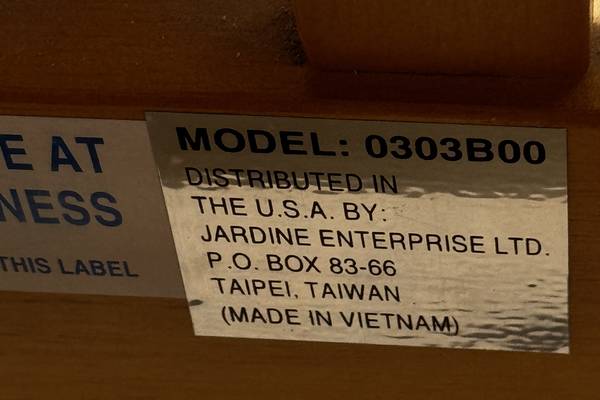 E AT
NESS
THIS LABEL
MODEL: 0303B00
DISTRIBUTED IN
THE U.S.A. BY:
JARDINE ENTERPRISE LTD.
P.O. BOX 83-66
TAIPEI, TAIWAN
(MADE IN VIETNAM)